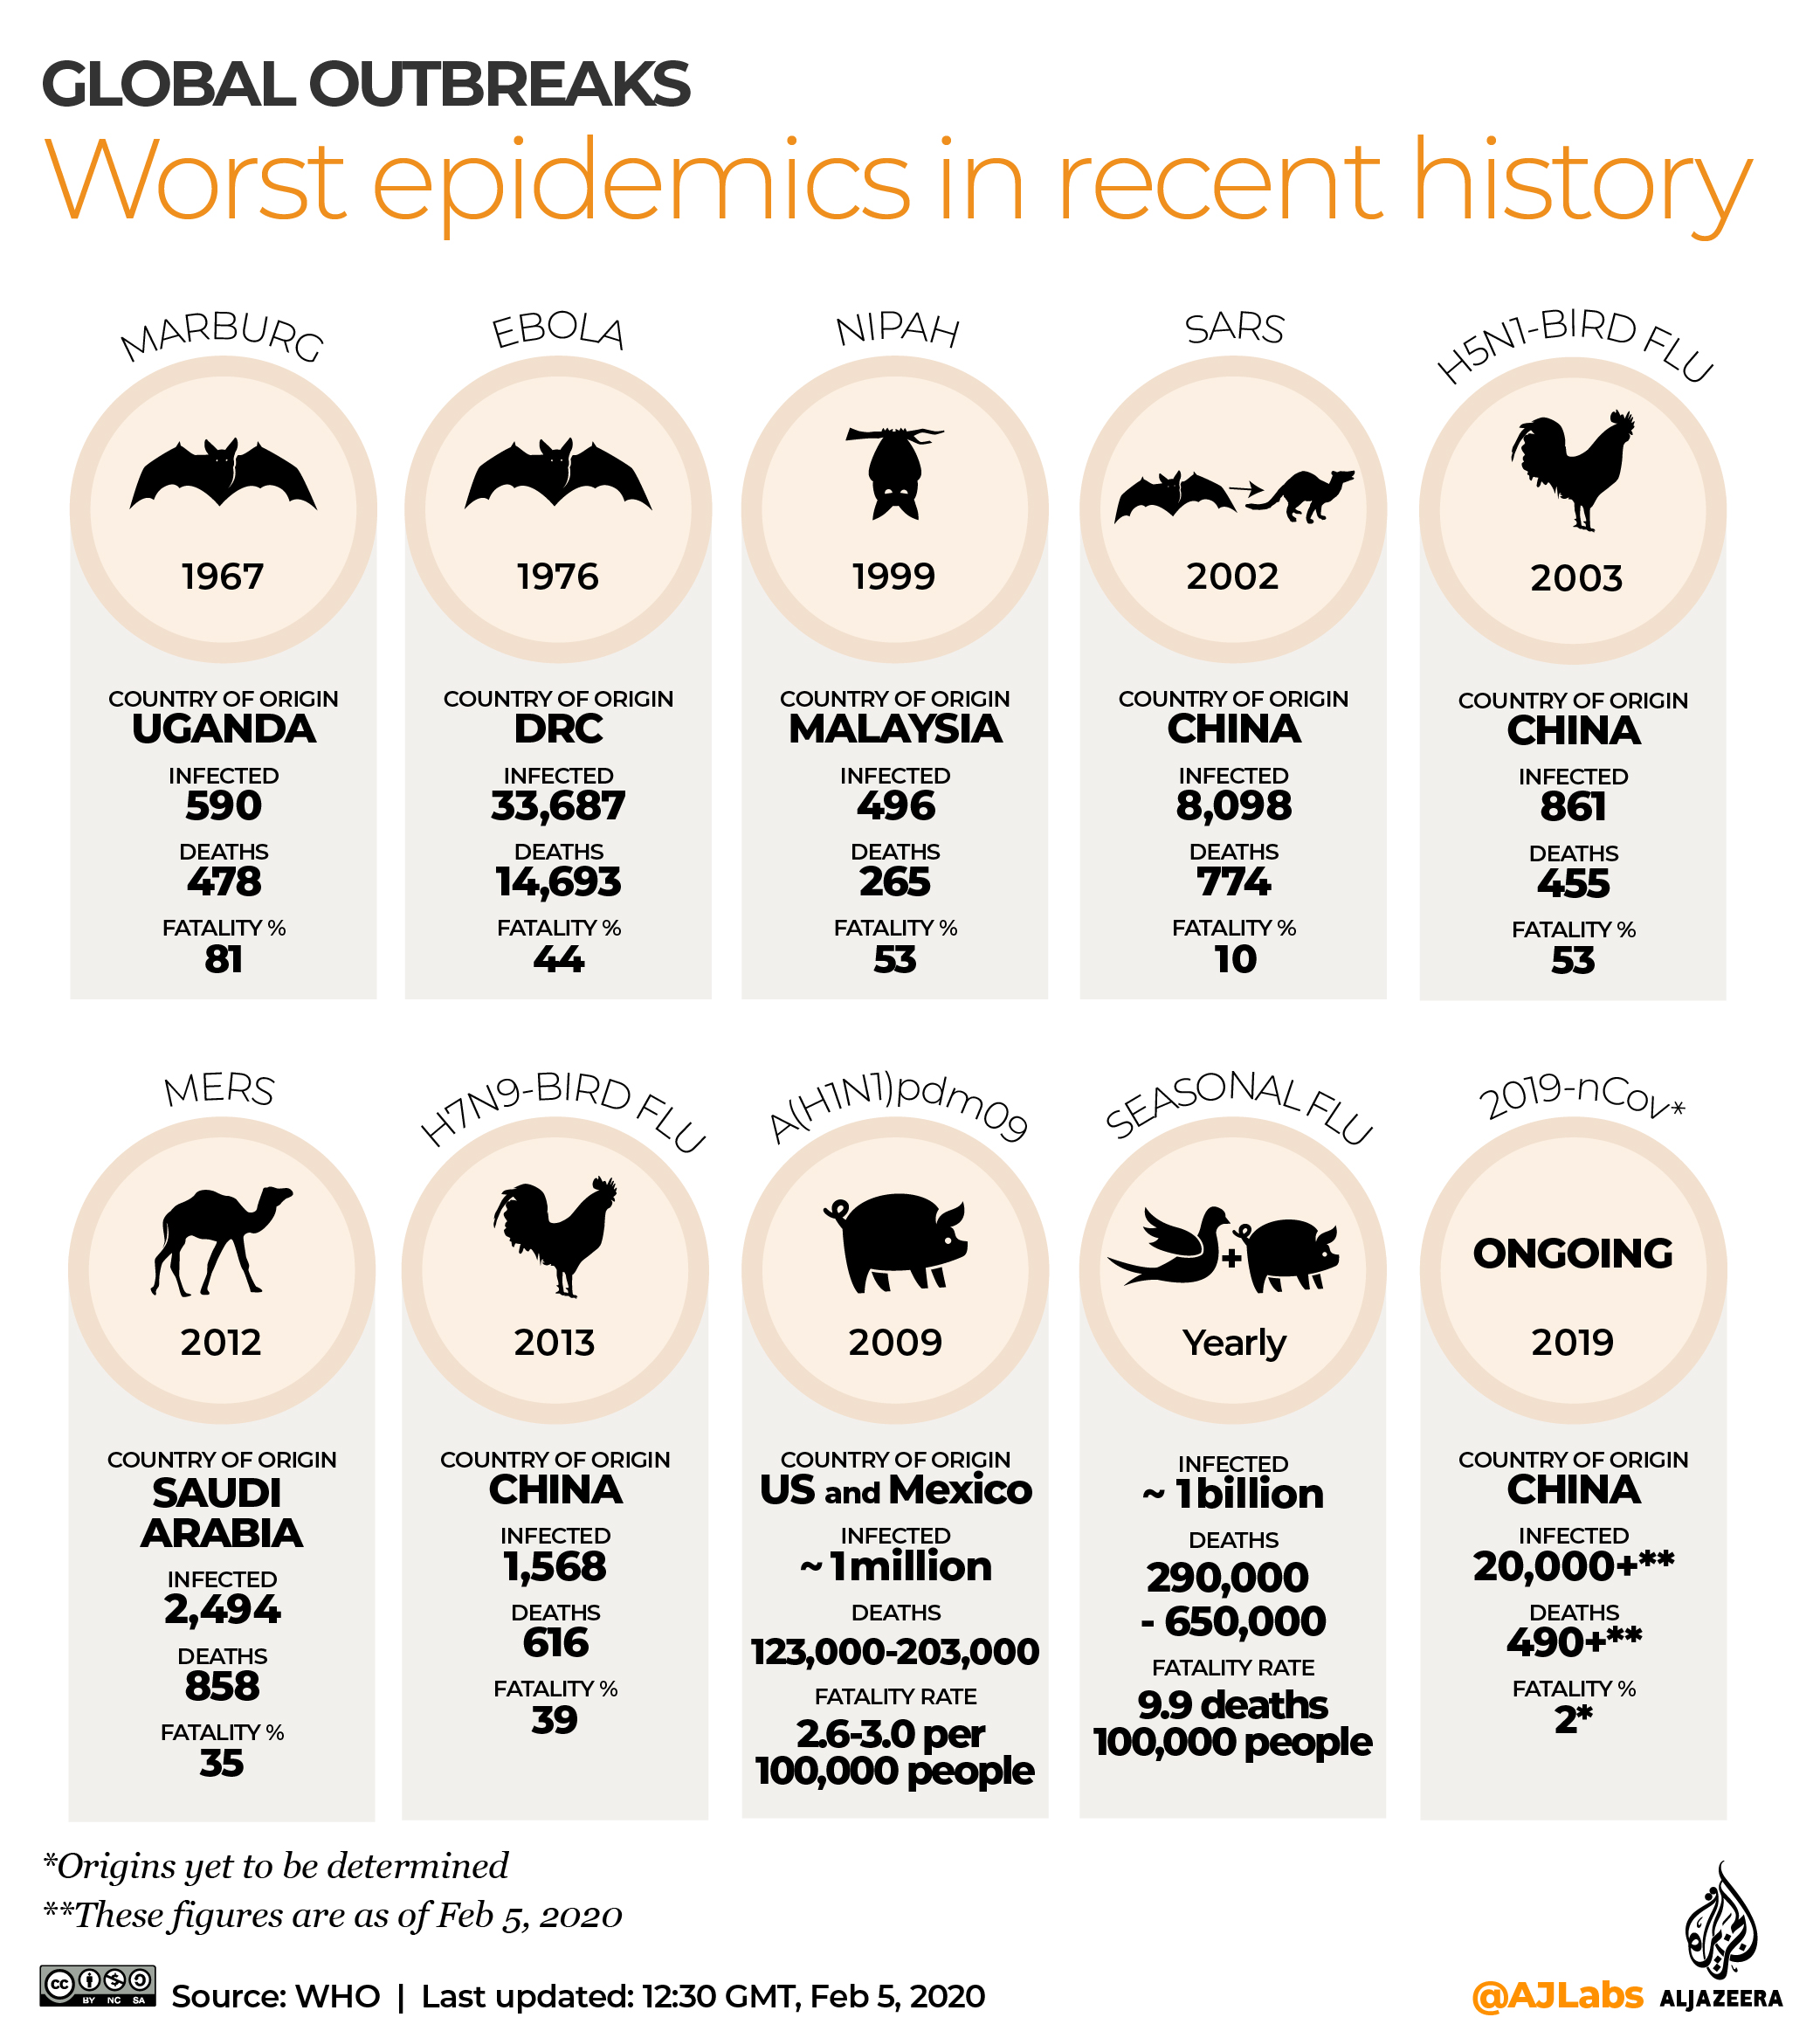 GLOBAL OUTBREAKS
Worst epidemics in recent history
MARBURG
1967
COUNTRY OF ORIGIN
UGANDA
INFECTED
590
DEATHS
478
FATALITY %
81
EBOLA
1976
COUNTRY OF ORIGIN
DRC
INFECTED
33,687
DEATHS
14,693
FATALITY %
44
NIPAH
1999
COUNTRY OF ORIGIN
MALAYSIA
INFECTED
496
DEATHS
265
FATALITY %
53
SARS
2002
COUNTRY OF ORIGIN
CHINA
INFECTED
8,098
DEATHS
774
FATALITY %
10
H5N1-BIRD FLU
2003
COUNTRY OF ORIGIN
CHINA
INFECTED
861
DEATHS
455
FATALITY %
53
MERS
2012
COUNTRY OF ORIGIN
SAUDI
ARABIA
INFECTED
2,494
DEATHS
858
FATALITY %
35
H7N9-BIRD FLU
2013
COUNTRY OF ORIGIN
CHINA
INFECTED
1,568
DEATHS
616
FATALITY %
39
A(H1N1)pdm09
2009
COUNTRY OF ORIGIN
US and Mexico
INFECTED
~ 1 million
DEATHS
123,000-203,000
FATALITY RATE
2.6-3.0 per
100,000 people
SEASONAL FLU
+
Yearly
INFECTED
~ 1 billion
DEATHS
290,000
- 650,000
FATALITY RATE
9.9 deaths
100,000 people
2019-nCov*
ONGOING
2019
COUNTRY OF ORIGIN
CHINA
INFECTED
20,000+**
DEATHS
490+**
FATALITY %
2*
*Origins yet to be determined
**These figures are as of Feb 5, 2020
cc BY NC SA
Source: WHO | Last updated: 12:30 GMT, Feb 5, 2020
@AJLabs
الجزيرة
ALJAZEERA